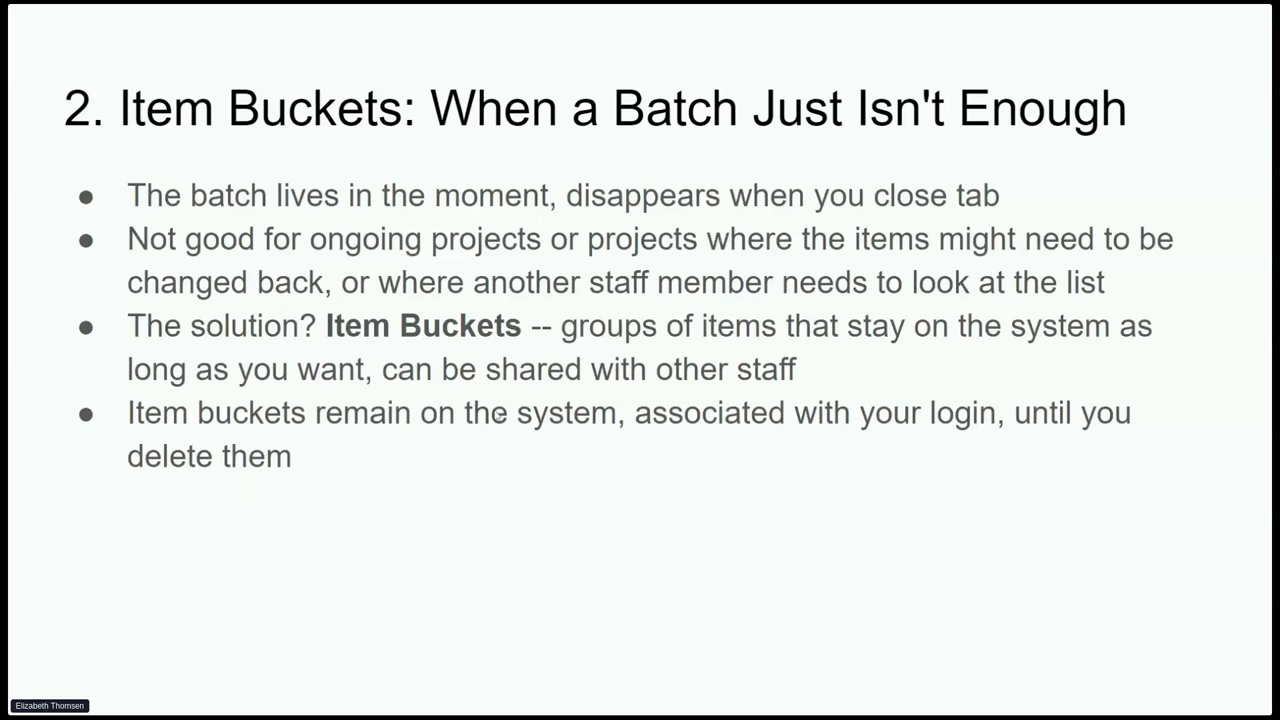 2. Item Buckets: When a Batch Just Isn't Enough
● The batch lives in the moment, disappears when you close tab
● Not good for ongoing projects or projects where the items might need to be
changed back, or where another staff member needs to look at the list
● The solution? Item Buckets -- groups of items that stay on the system as
long as you want, can be shared with other staff
● Item buckets remain on the system, associated with your login, until you
delete them
Elizabeth Thomsen